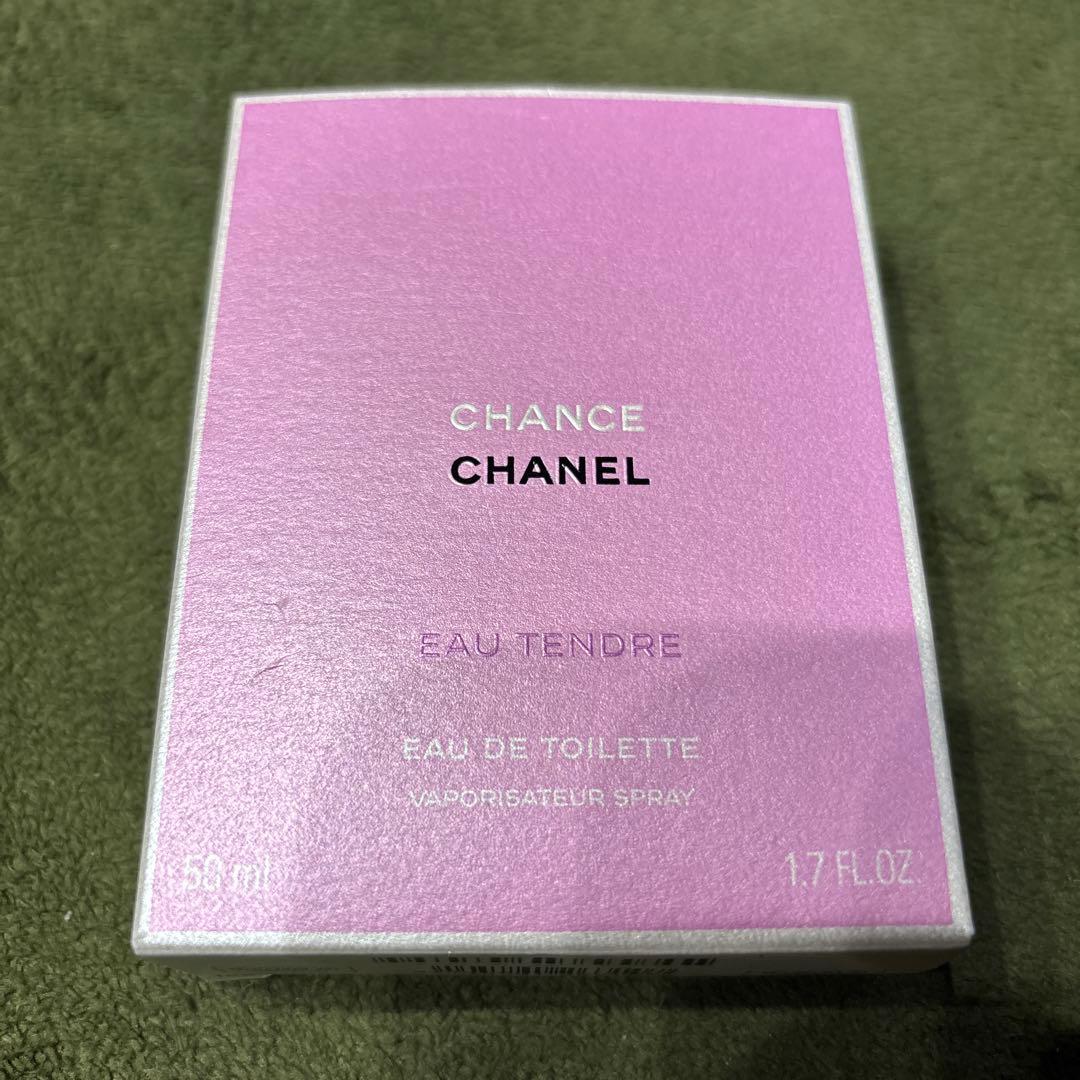 CHANCE
CHANEL
EAU TENDRE
EAU DE TOILETTE
VAPORISATEUR SPRAY
50 ml 1.7 FL.OZ.